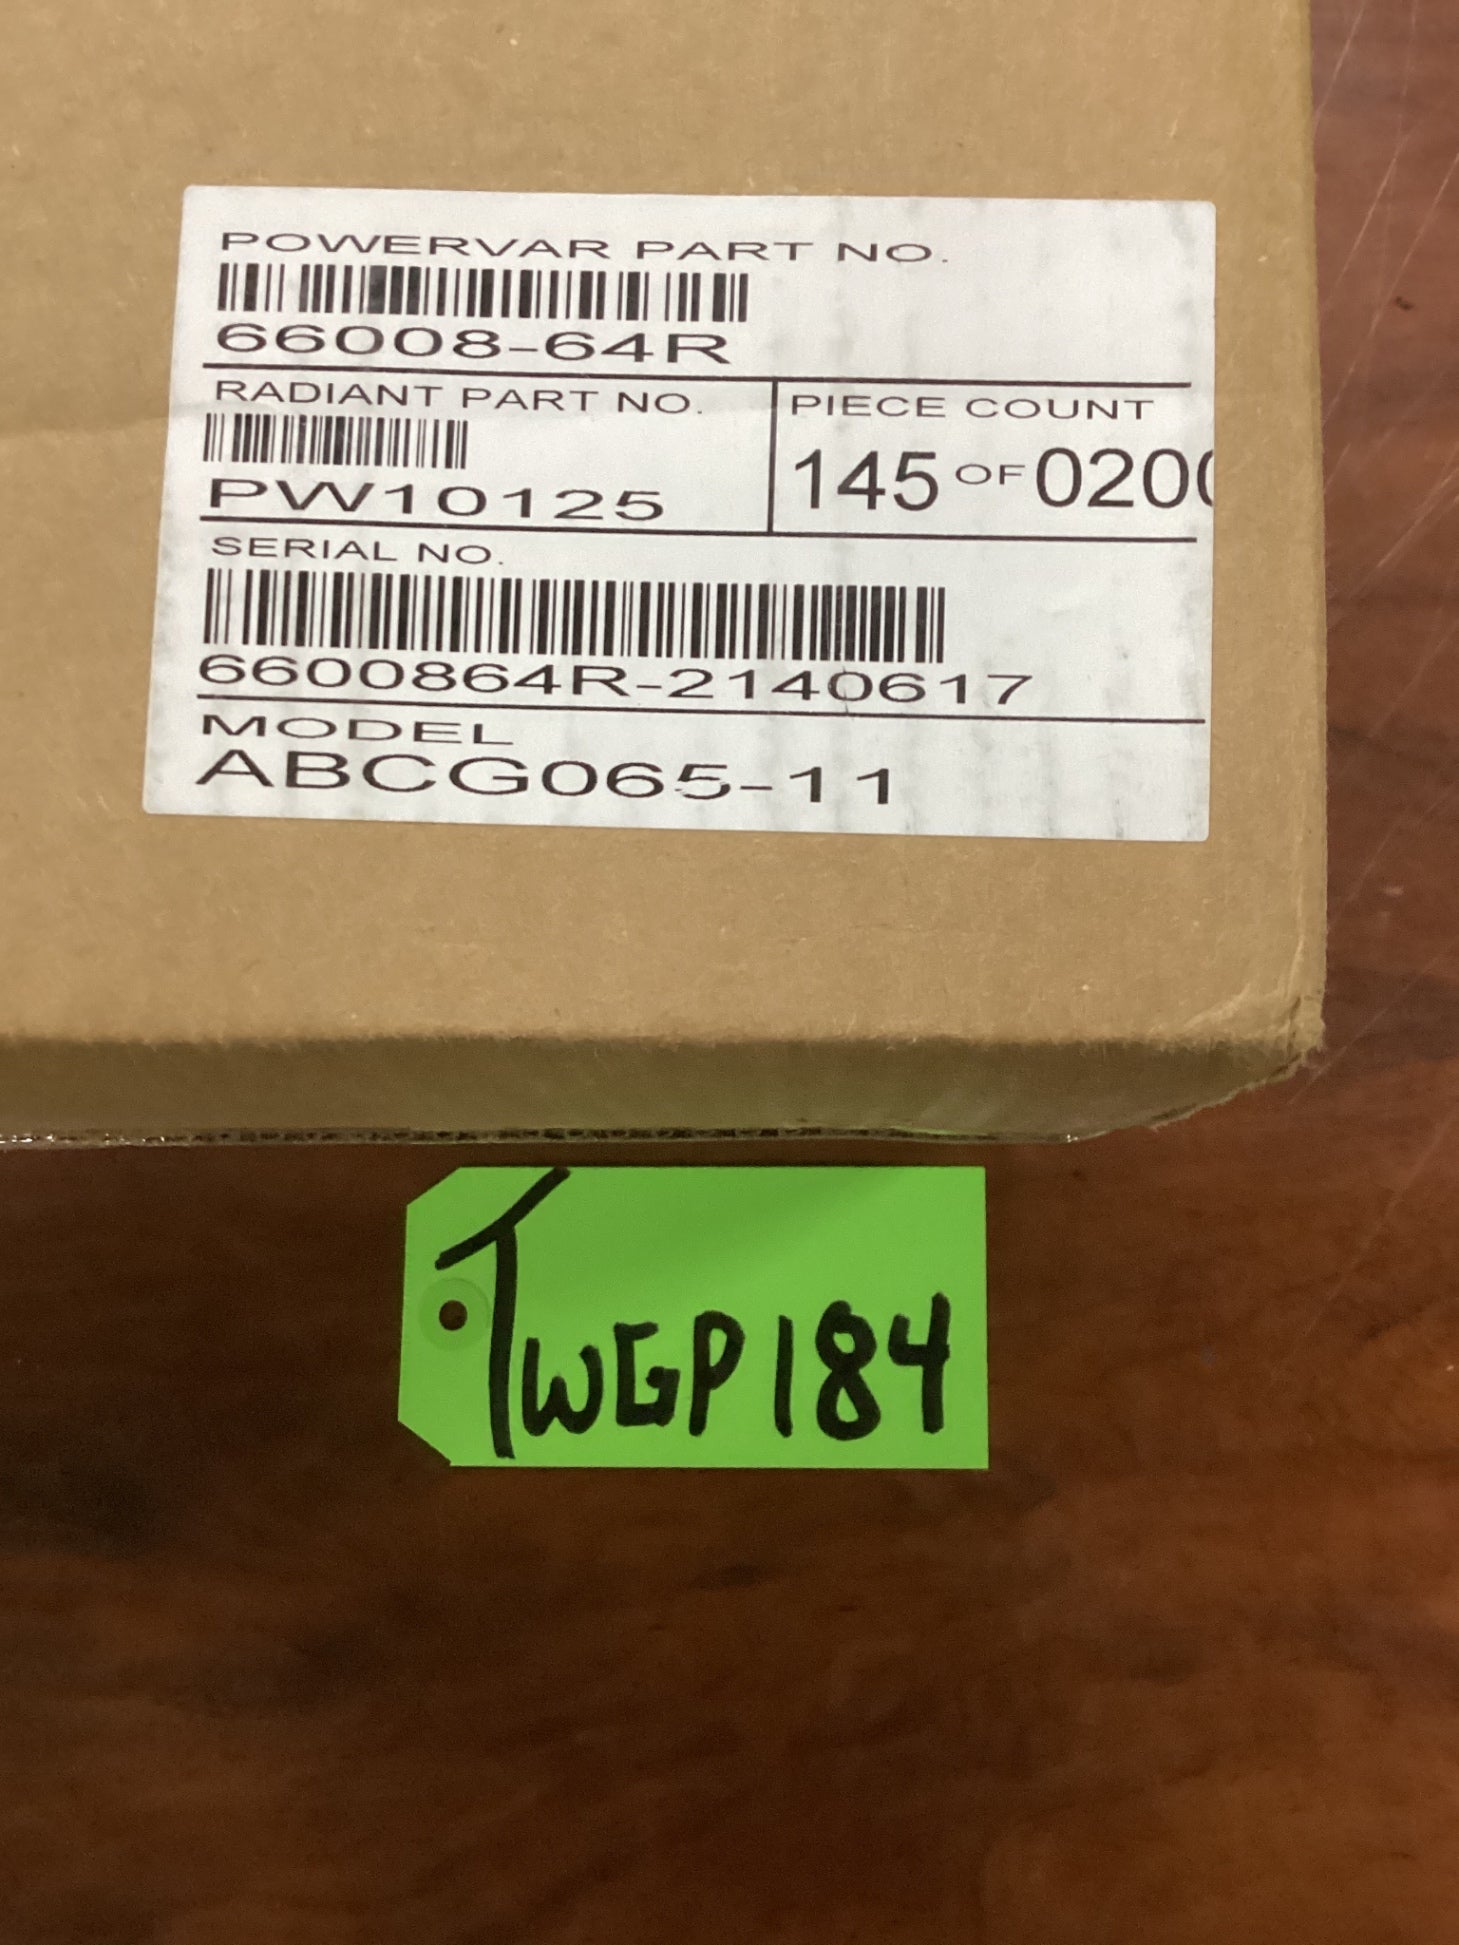 POWERVAR PART NO.
66008-64R
RADIANT PART NO.
PW10125
PIECE COUNT
145 OF 0200
SERIAL NO.
6600864R-2140617
MODEL
ABCG065-11
TWGP184